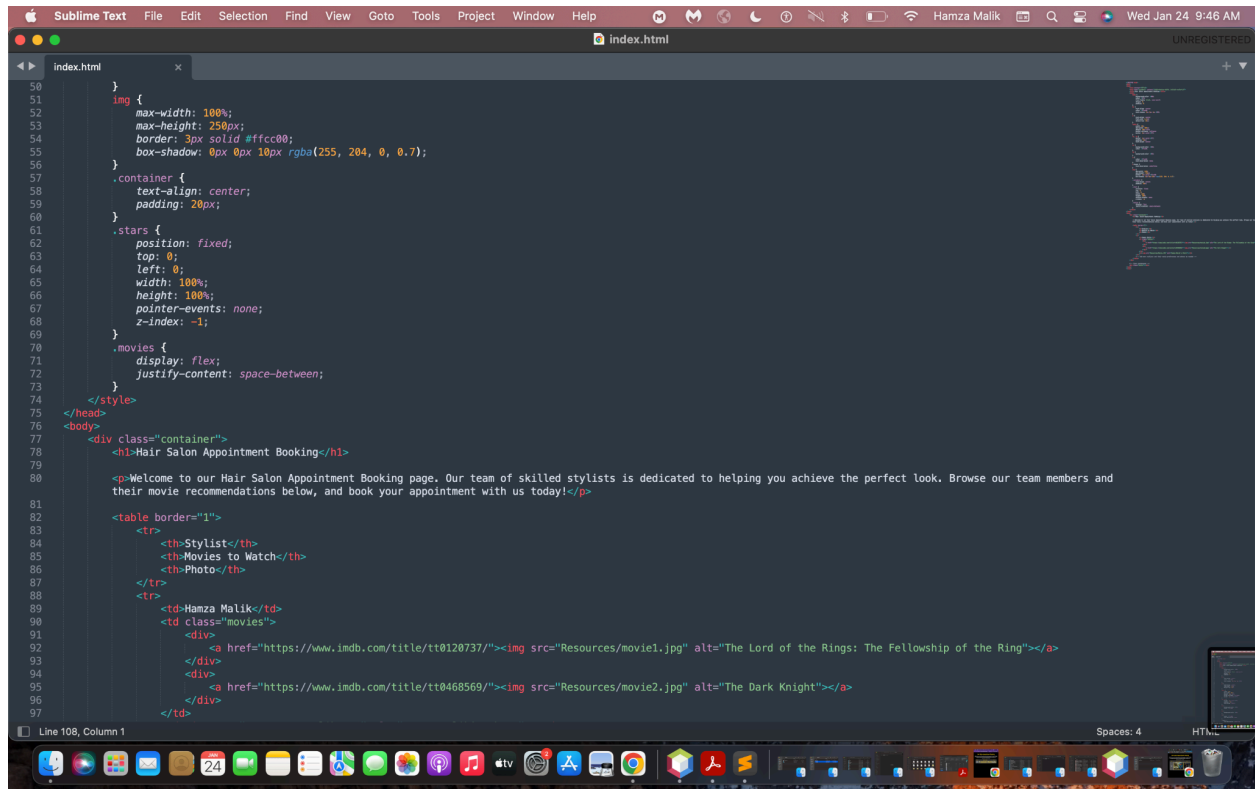 Sublime Text File Edit Selection Find View Goto Tools Project Window Help Hamza Malik Wed Jan 24 9:46 AM
index.html UNREGISTERED
index.html
50 }
51 img {
52 max-width: 100%;
53 max-height: 250px;
54 border: 3px solid #ffcc00;
55 box-shadow: 0px 0px 10px rgba(255, 204, 0, 0.7);
56 }
57 .container {
58 text-align: center;
59 padding: 20px;
60 }
61 .stars {
62 position: fixed;
63 top: 0;
64 left: 0;
65 width: 100%;
66 height: 100%;
67 pointer-events: none;
68 z-index: -1;
69 }
70 .movies {
71 display: flex;
72 justify-content: space-between;
73 }
74 </style>
75 </head>
76 <body>
77 <div class="container">
78 <h1>Hair Salon Appointment Booking</h1>
79
80 <p>Welcome to our Hair Salon Appointment Booking page. Our team of skilled stylists is dedicated to helping you achieve the perfect look. Browse our team members and
their movie recommendations below, and book your appointment with us today!</p>
81
82 <table border="1">
83 <tr>
84 <th>Stylist</th>
85 <th>Movies to Watch</th>
86 <th>Photo</th>
87 </tr>
88 <tr>
89 <td>Hamza Malik</td>
90 <td class="movies">
91 <div>
92 <a href="https://www.imdb.com/title/tt0120737/"><img src="Resources/movie1.jpg" alt="The Lord of the Rings: The Fellowship of the Ring"></a>
93 </div>
94 <div>
95 <a href="https://www.imdb.com/title/tt0468569/"><img src="Resources/movie2.jpg" alt="The Dark Knight"></a>
96 </div>
97 </td>
Line 108, Column 1 Spaces: 4 HTML
JAN
24 tv 2